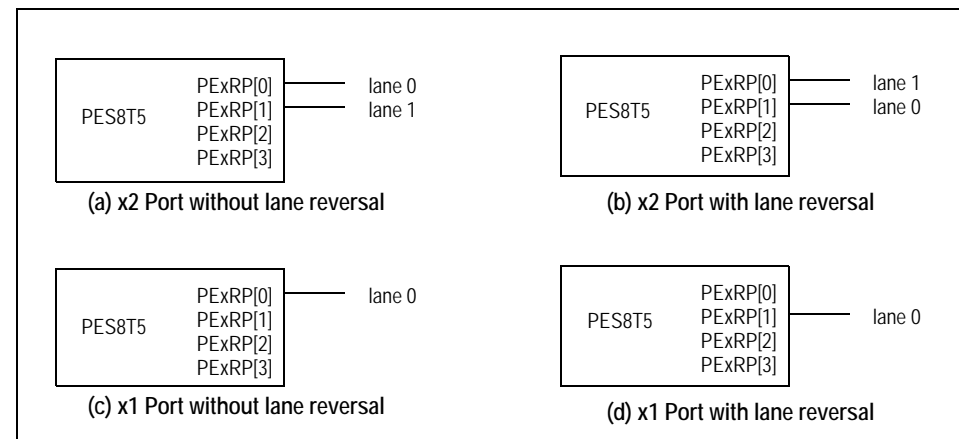 PES8T5
PExRP[0]
PExRP[1]
PExRP[2]
PExRP[3]
lane 0
lane 1
(a) x2 Port without lane reversal
PES8T5
PExRP[0]
PExRP[1]
PExRP[2]
PExRP[3]
lane 1
lane 0
(b) x2 Port with lane reversal
PES8T5
PExRP[0]
PExRP[1]
PExRP[2]
PExRP[3]
lane 0
(c) x1 Port without lane reversal
PES8T5
PExRP[0]
PExRP[1]
PExRP[2]
PExRP[3]
lane 0
(d) x1 Port with lane reversal